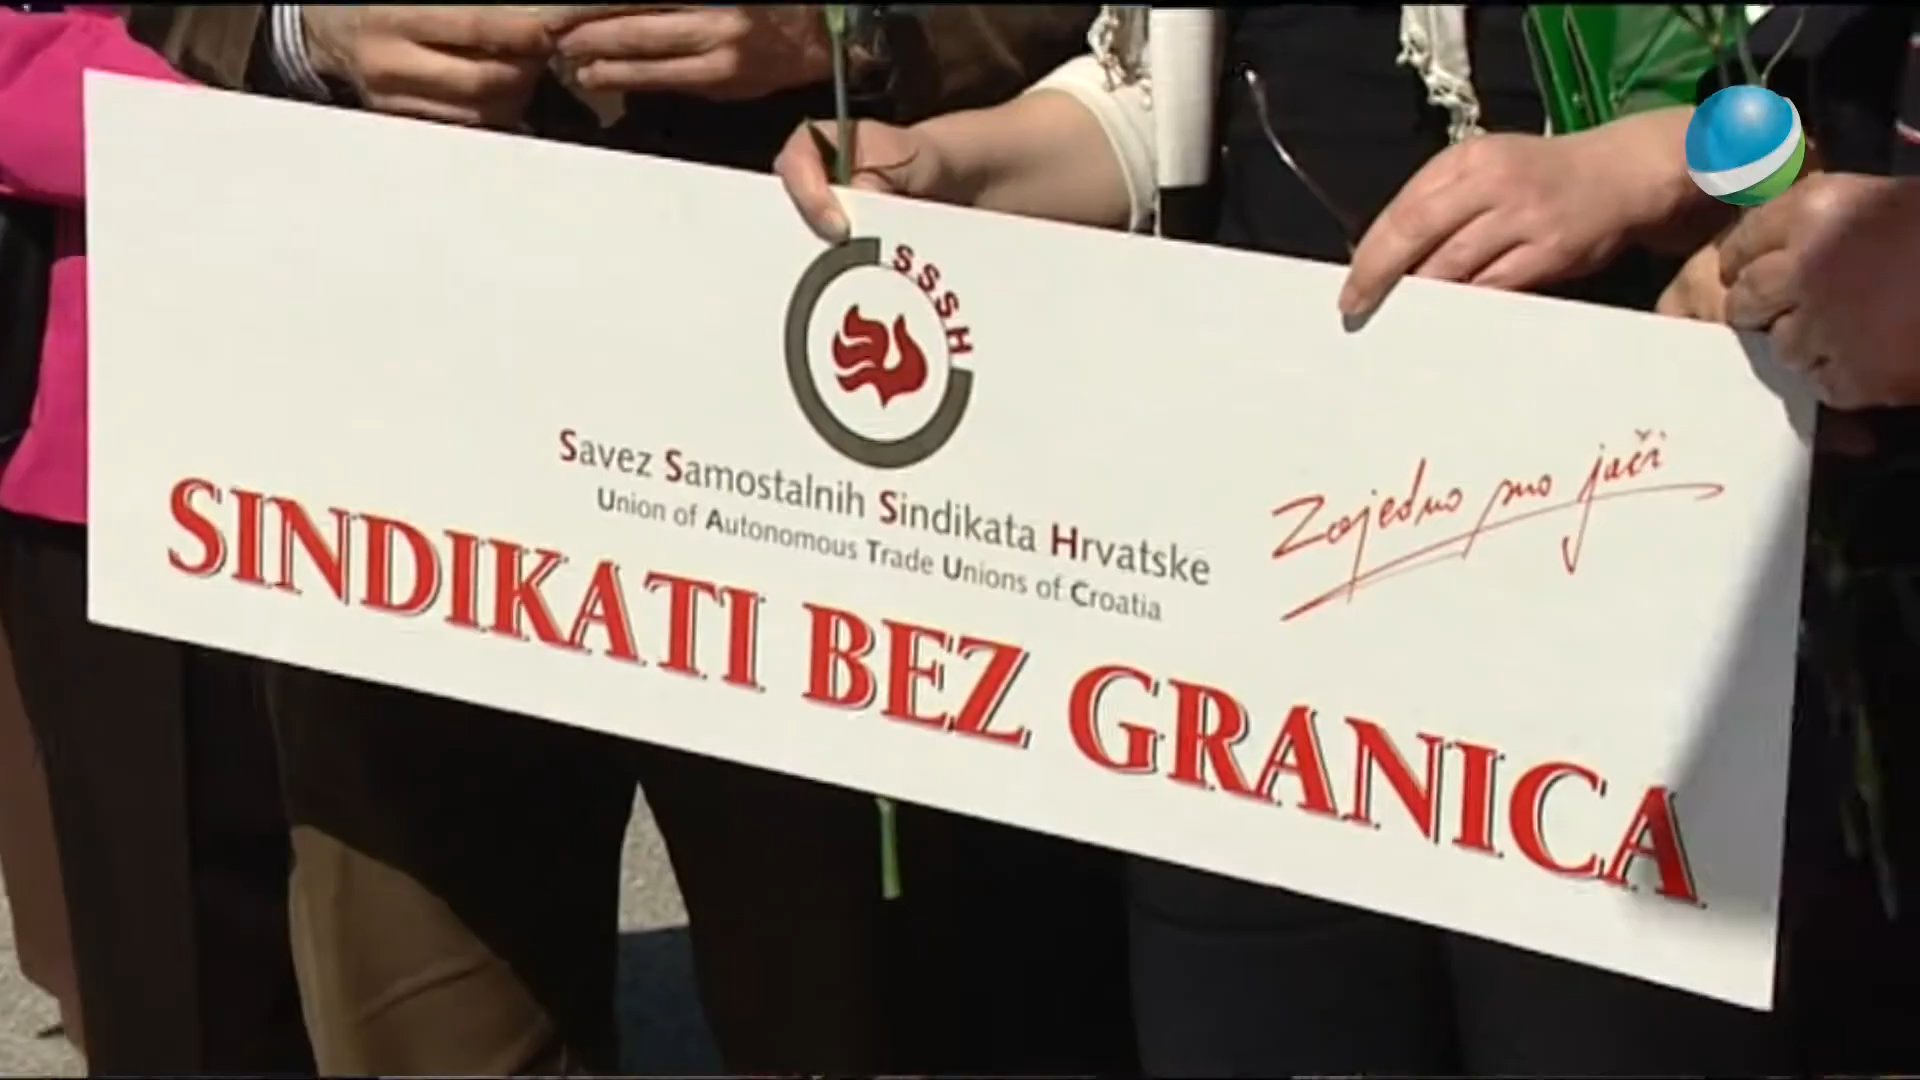 SSSH
Savez Samostalnih Sindikata Hrvatske
Union of Autonomous Trade Unions of Croatia
Zajedno smo jači
SINDIKATI BEZ GRANICA